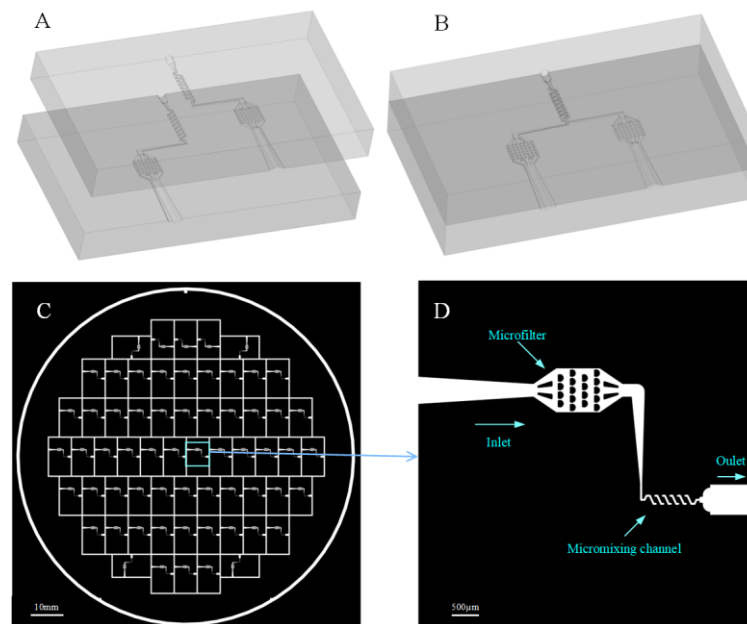 A
B
C
D
Microfilter
Inlet
Oulet
Micromixing channel
10mm
500μm